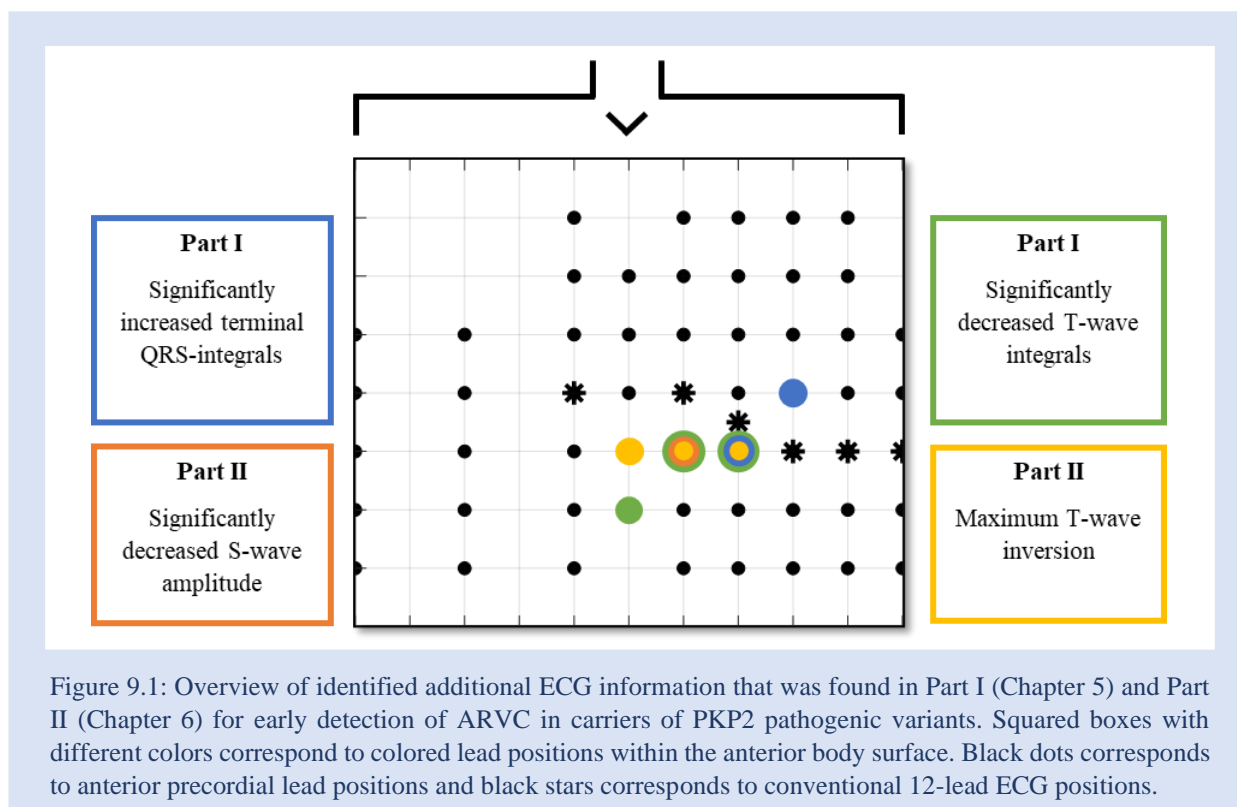 Part I
Significantly
increased terminal
QRS-integrals
Part II
Significantly
decreased S-wave
amplitude
Part I
Significantly
decreased T-wave
integrals
Part II
Maximum T-wave
inversion
Figure 9.1: Overview of identified additional ECG information that was found in Part I (Chapter 5) and Part
II (Chapter 6) for early detection of ARVC in carriers of PKP2 pathogenic variants. Squared boxes with
different colors correspond to colored lead positions within the anterior body surface. Black dots corresponds
to anterior precordial lead positions and black stars corresponds to conventional 12-lead ECG positions.